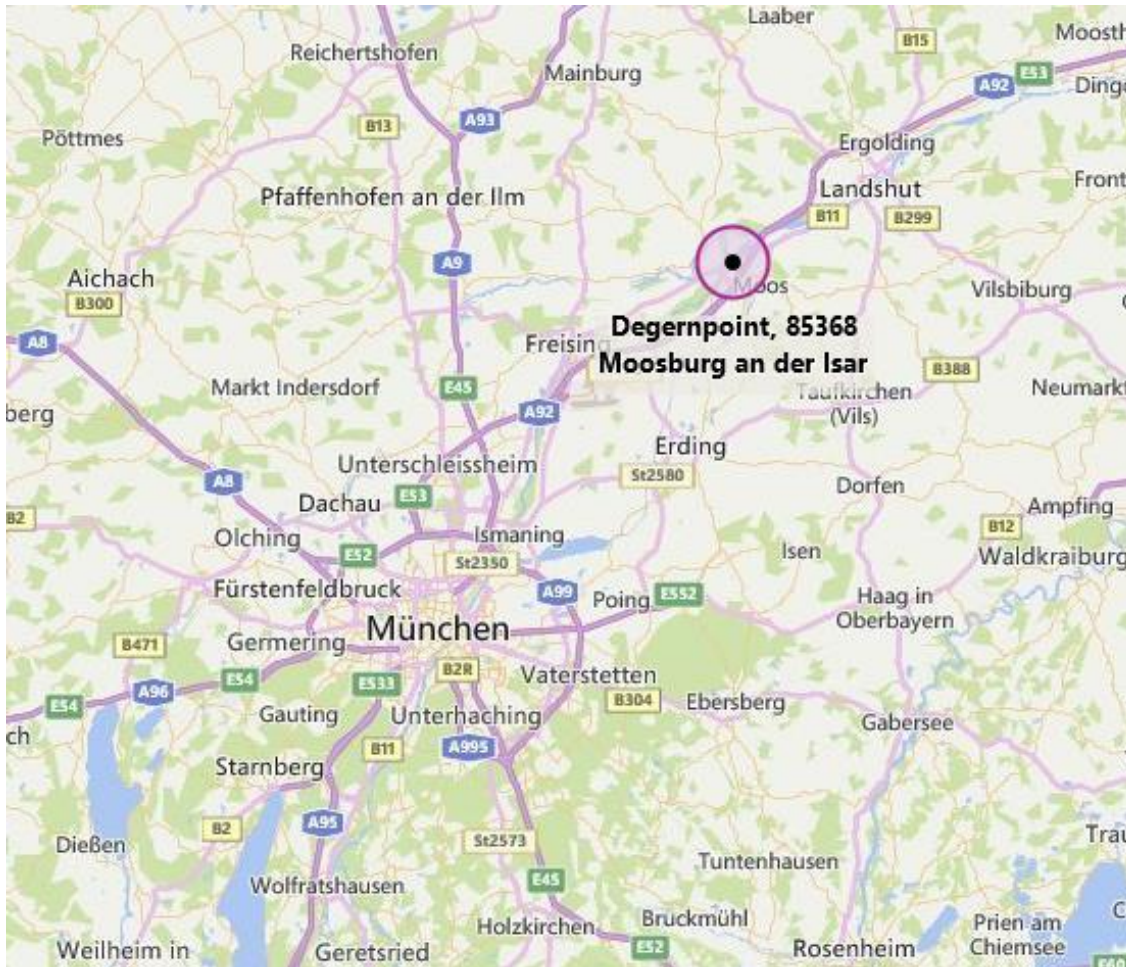 Laaber
B15
Moosth
Reichertshofen
Mainburg
A92
E53
Dingo
A93
B13
Pöttmes
Ergolding
Landshut
Front
Pfaffenhofen an der Ilm
B11
B299
A9
Moos
Aichach
B300
Vilsbiburg
Degernpoint, 85368
Moosburg an der Isar
Freising
A8
B388
E45
Markt Indersdorf
Taufkirchen
(Vils)
Neumarkt
berg
A92
Erding
Unterschleissheim
St2580
A8
E53
Dachau
Dorfen
Ampfing
B2
Olching
Ismaning
B12
E52
St2350
Isen
Waldkraiburg
Fürstenfeldbruck
A99
Poing
E552
Haag in
Oberbayern
München
Germering
B471
B2R
Vaterstetten
E54
E533
A96
E54
B304
Ebersberg
Gauting
Unterhaching
Gabersee
ch
B11
A995
Starnberg
A95
B2
Dießen
St2573
Trau
Tuntenhausen
E45
Wolfratshausen
Holzkirchen
Bruckmühl
Prien am
Chiemsee
C
Weilheim in
Geretsried
E52
Rosenheim
E60